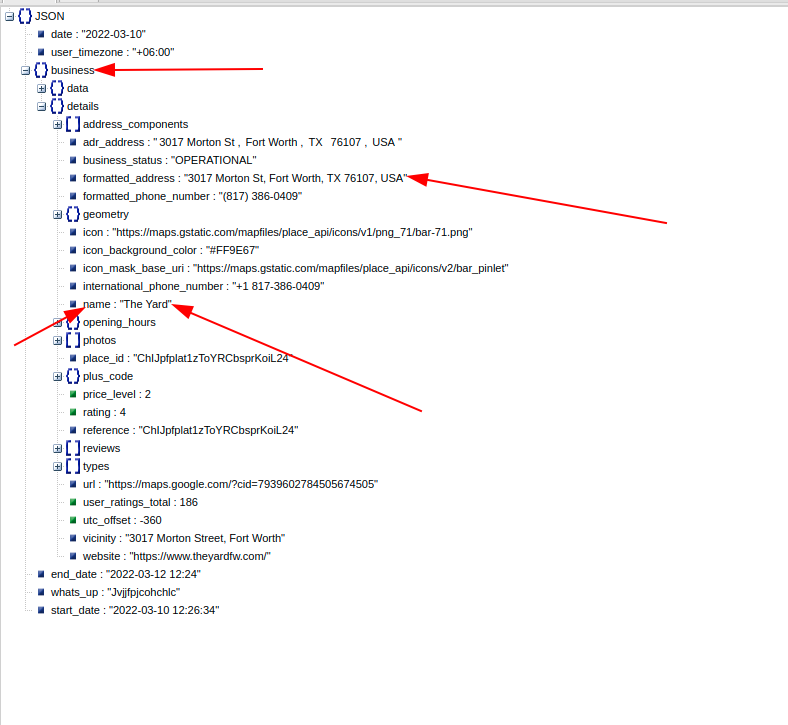 JSON
date : "2022-03-10"
user_timezone : "+06:00"
business
data
details
address_components
adr_address : " 3017 Morton St , Fort Worth , TX 76107 , USA "
business_status : "OPERATIONAL"
formatted_address : "3017 Morton St, Fort Worth, TX 76107, USA"
formatted_phone_number : "(817) 386-0409"
geometry
icon : "https://maps.gstatic.com/mapfiles/place_api/icons/v1/png_71/bar-71.png"
icon_background_color : "#FF9E67"
icon_mask_base_uri : "https://maps.gstatic.com/mapfiles/place_api/icons/v2/bar_pinlet"
international_phone_number : "+1 817-386-0409"
name : "The Yard"
opening_hours
photos
place_id : "ChIJpfplat1zToYRCbsprKoiL24"
plus_code
price_level : 2
rating : 4
reference : "ChIJpfplat1zToYRCbsprKoiL24"
reviews
types
url : "https://maps.google.com/?cid=7939602784505674505"
user_ratings_total : 186
utc_offset : -360
vicinity : "3017 Morton Street, Fort Worth"
website : "https://www.theyardfw.com/"
end_date : "2022-03-12 12:24"
whats_up : "Jvjjfpjcohchlc"
start_date : "2022-03-10 12:26:34"